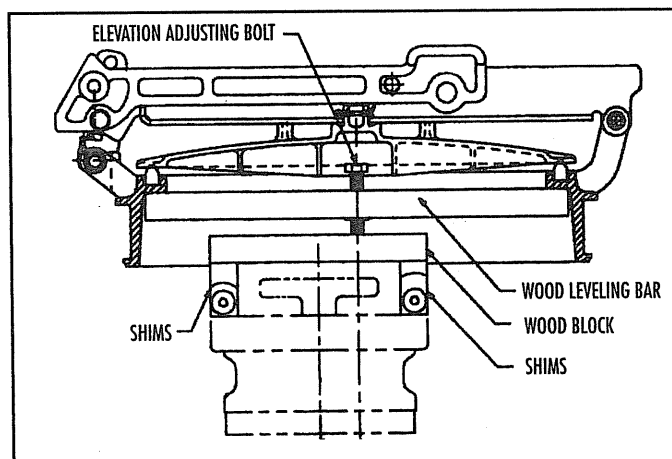 ELEVATION ADJUSTING BOLT
WOOD LEVELING BAR
SHIMS
WOOD BLOCK
SHIMS